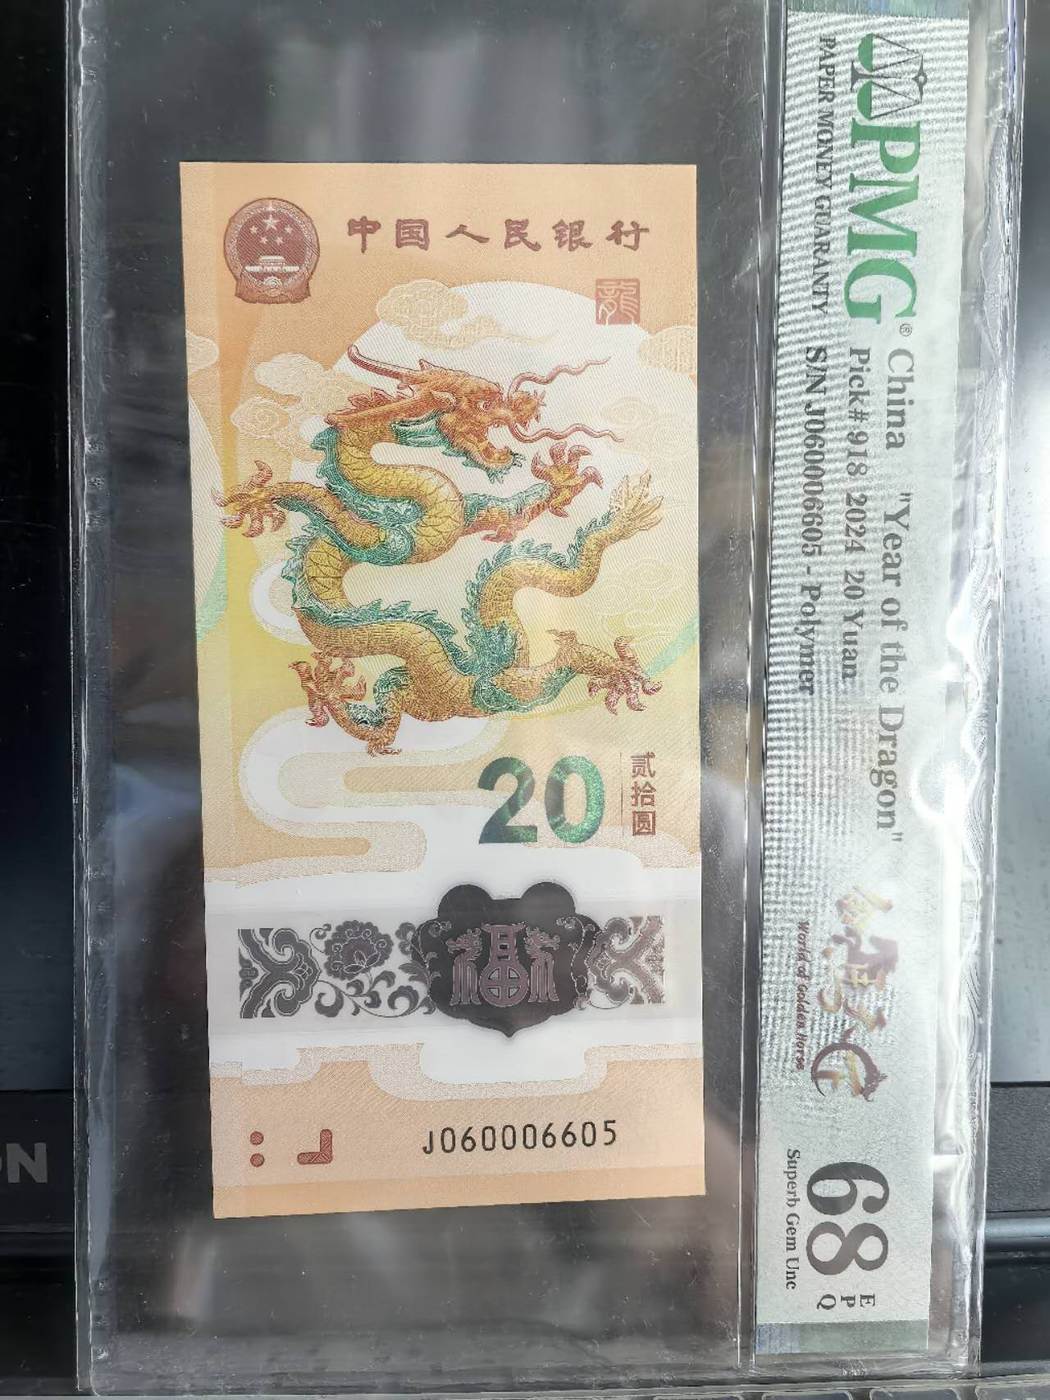 中国人民银行
龍
20
贰拾圆
福
J060006605
PMG®
PAPER MONEY GUARANTY
China "Year of the Dragon"
Pick# 918 2024 20 Yuan
S/N J060006605 - Polymer
World of Golden Horse
68
EPQ
Superb Gem Unc